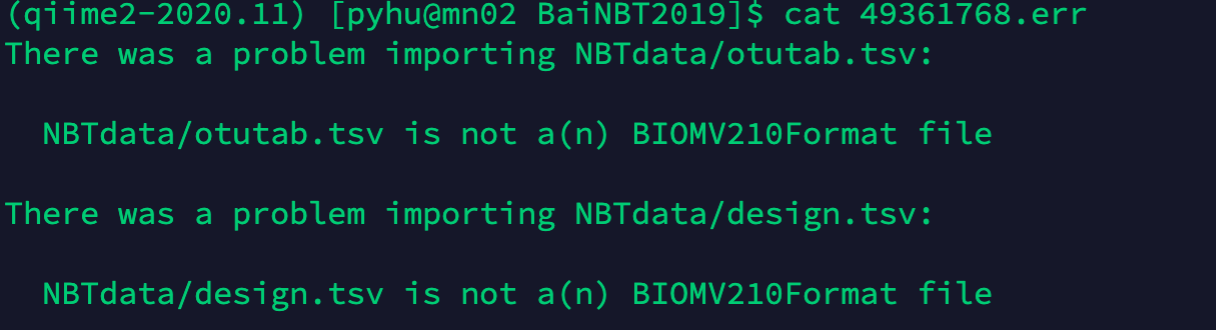 (qiime2-2020.11) [pyhu@mn02 BaiNBT2019]$ cat 49361768.err
There was a problem importing NBTdata/otutab.tsv:
NBTdata/otutab.tsv is not a(n) BIOMV210Format file
There was a problem importing NBTdata/design.tsv:
NBTdata/design.tsv is not a(n) BIOMV210Format file